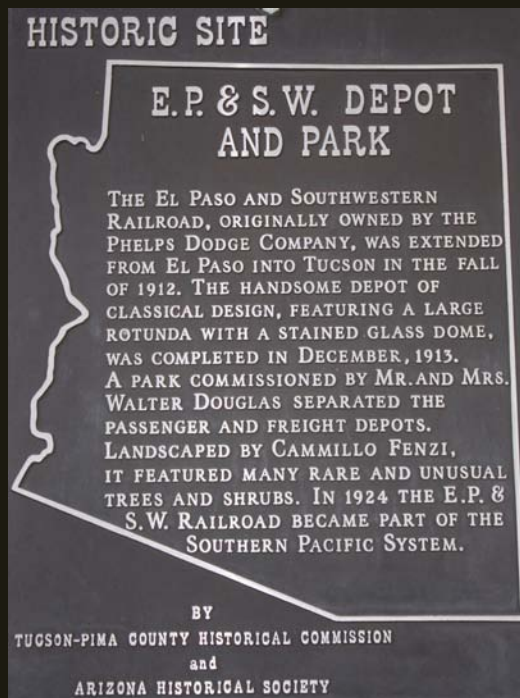 HISTORIC SITE
E.P. & S.W. DEPOT
AND PARK
THE EL PASO AND SOUTHWESTERN
RAILROAD, ORIGINALLY OWNED BY THE
PHELPS DODGE COMPANY, WAS EXTENDED
FROM EL PASO INTO TUCSON IN THE FALL
OF 1912. THE HANDSOME DEPOT OF
CLASSICAL DESIGN, FEATURING A LARGE
ROTUNDA WITH A STAINED GLASS DOME,
WAS COMPLETED IN DECEMBER, 1913.
A PARK COMMISSIONED BY MR. AND MRS.
WALTER DOUGLAS SEPARATED THE
PASSENGER AND FREIGHT DEPOTS.
LANDSCAPED BY CAMMILLO FENZI,
IT FEATURED MANY RARE AND UNUSUAL
TREES AND SHRUBS. IN 1924 THE E.P. &
S.W. RAILROAD BECAME PART OF THE
SOUTHERN PACIFIC SYSTEM.
BY
TUCSON-PIMA COUNTY HISTORICAL COMMISSION
and
ARIZONA HISTORICAL SOCIETY